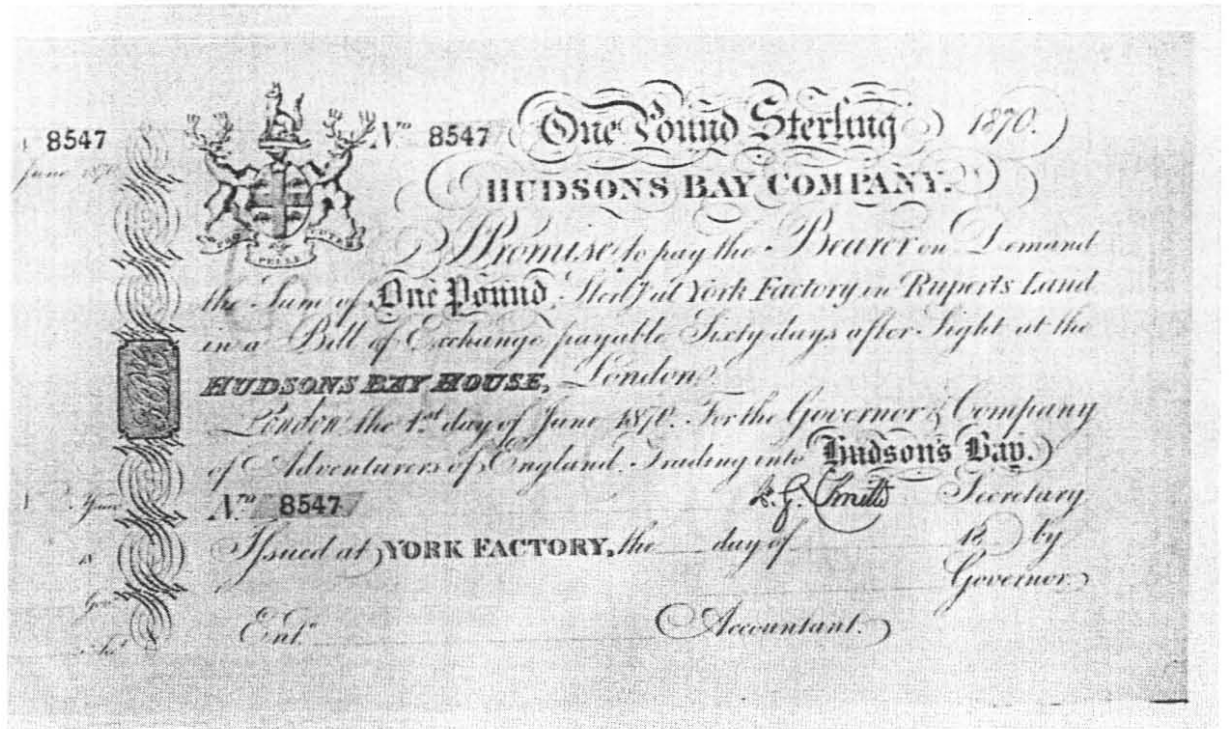 8547
June 1870
Nº 8547 One Pound Sterling 1870.
HUDSONS BAY COMPANY.
PRO CUTEM
PELLE
I Promise to pay the Bearer on Demand
the Sum of One Pound Sterlg at York Factory in Ruperts Land
in a Bill of Exchange payable Sixty days after Sight at the
HUDSONS BAY HOUSE, London.
London the 1st day of June 1870. For the Governor & Company
of Adventurers of England Trading into Hudson's Bay.
Nº 8547 Smith Secretary
Issued at YORK FACTORY, the day of 18 by
Governor.
Entd Accountant.